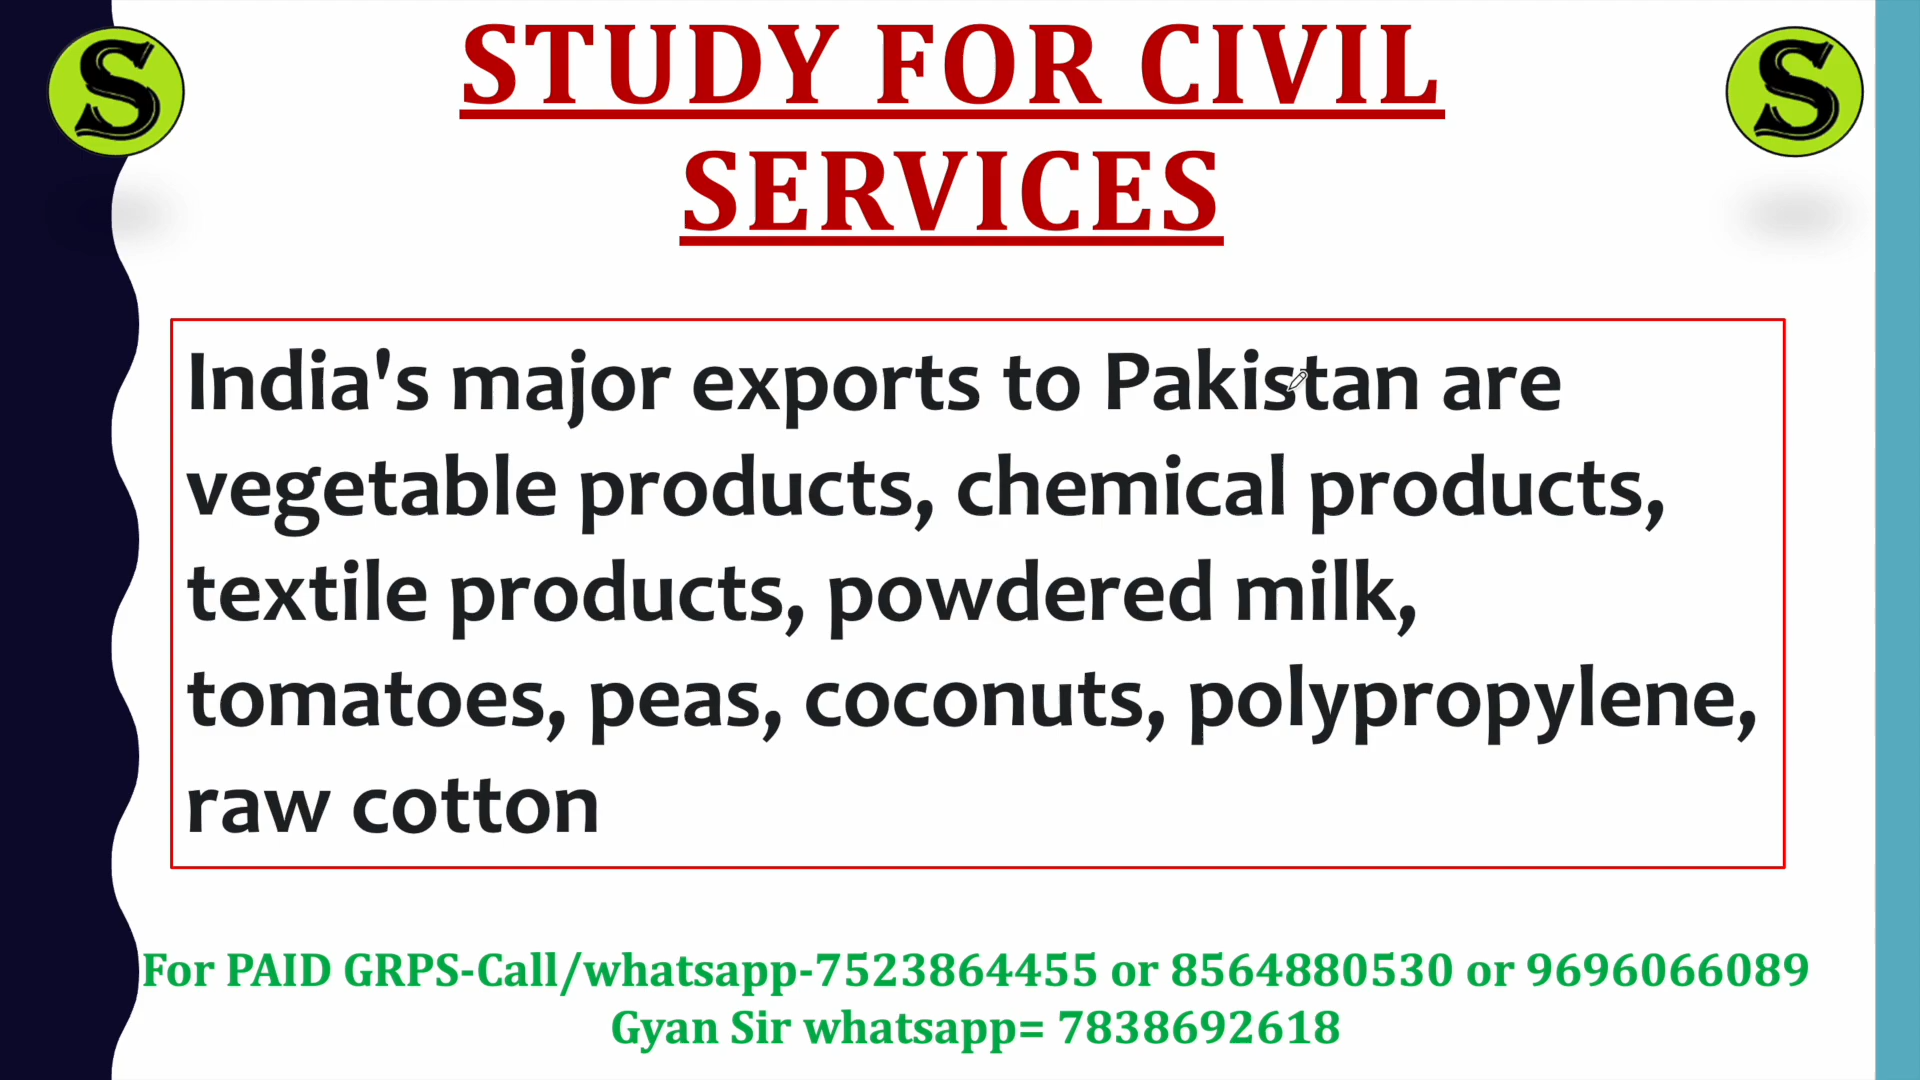 S
STUDY FOR CIVIL
SERVICES
S
India's major exports to Pakistan are
vegetable products, chemical products,
textile products, powdered milk,
tomatoes, peas, coconuts, polypropylene,
raw cotton
For PAID GRPS-Call/whatsapp-7523864455 or 8564880530 or 9696066089
Gyan Sir whatsapp= 7838692618